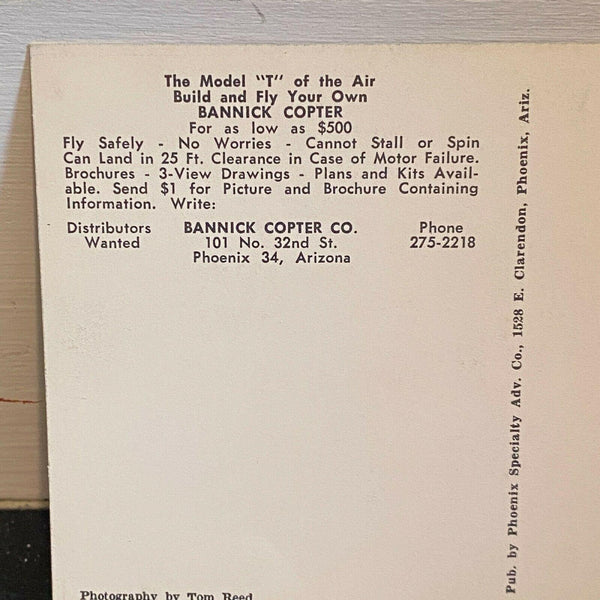 The Model "T" of the Air
Build and Fly Your Own
BANNICK COPTER
For as low as $500
Fly Safely - No Worries - Cannot Stall or Spin
Can Land in 25 Ft. Clearance in Case of Motor Failure.
Brochures - 3-View Drawings - Plans and Kits Avail-
able. Send $1 for Picture and Brochure Containing
Information. Write:
Distributors Wanted
BANNICK COPTER CO.
101 No. 32nd St.
Phoenix 34, Arizona
Phone
275-2218
Photography by Tom Reed
Pub. by Phoenix Specialty Adv. Co., 1528 E. Clarendon, Phoenix, Ariz.